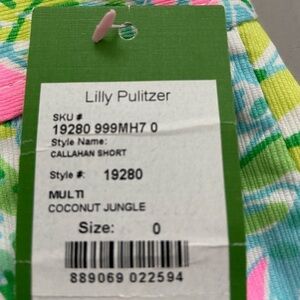 Lilly Pulitzer
SKU #
19280 999MH7 0
Style Name:
CALLAHAN SHORT
Style #: 19280
MULTI
COCONUT JUNGLE
Size: 0
889069 022594